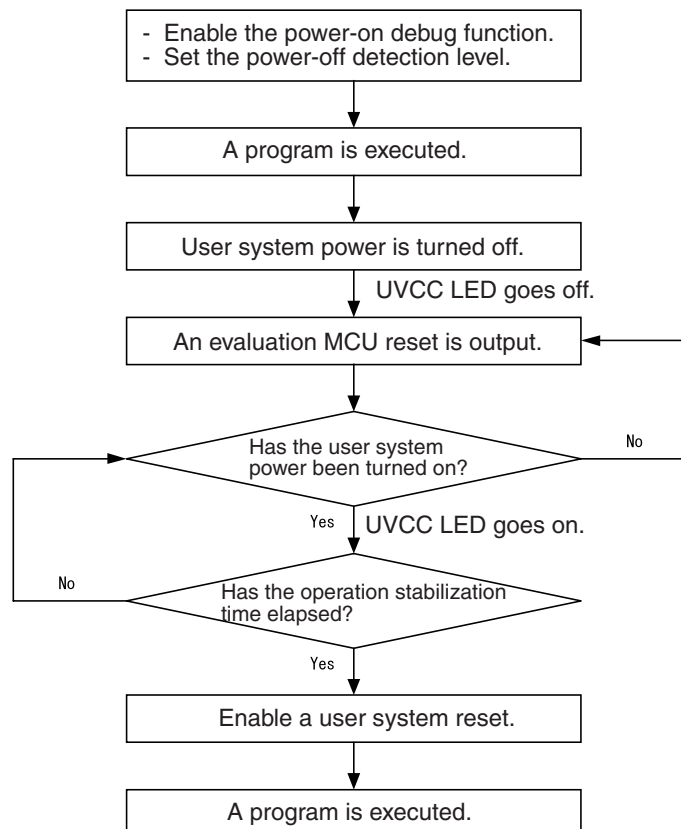 - Enable the power-on debug function.
- Set the power-off detection level.
A program is executed.
User system power is turned off.
UVCC LED goes off.
An evaluation MCU reset is output.
Has the user system
power been turned on?
No
Yes
UVCC LED goes on.
No
Has the operation stabilization
time elapsed?
Yes
Enable a user system reset.
A program is executed.